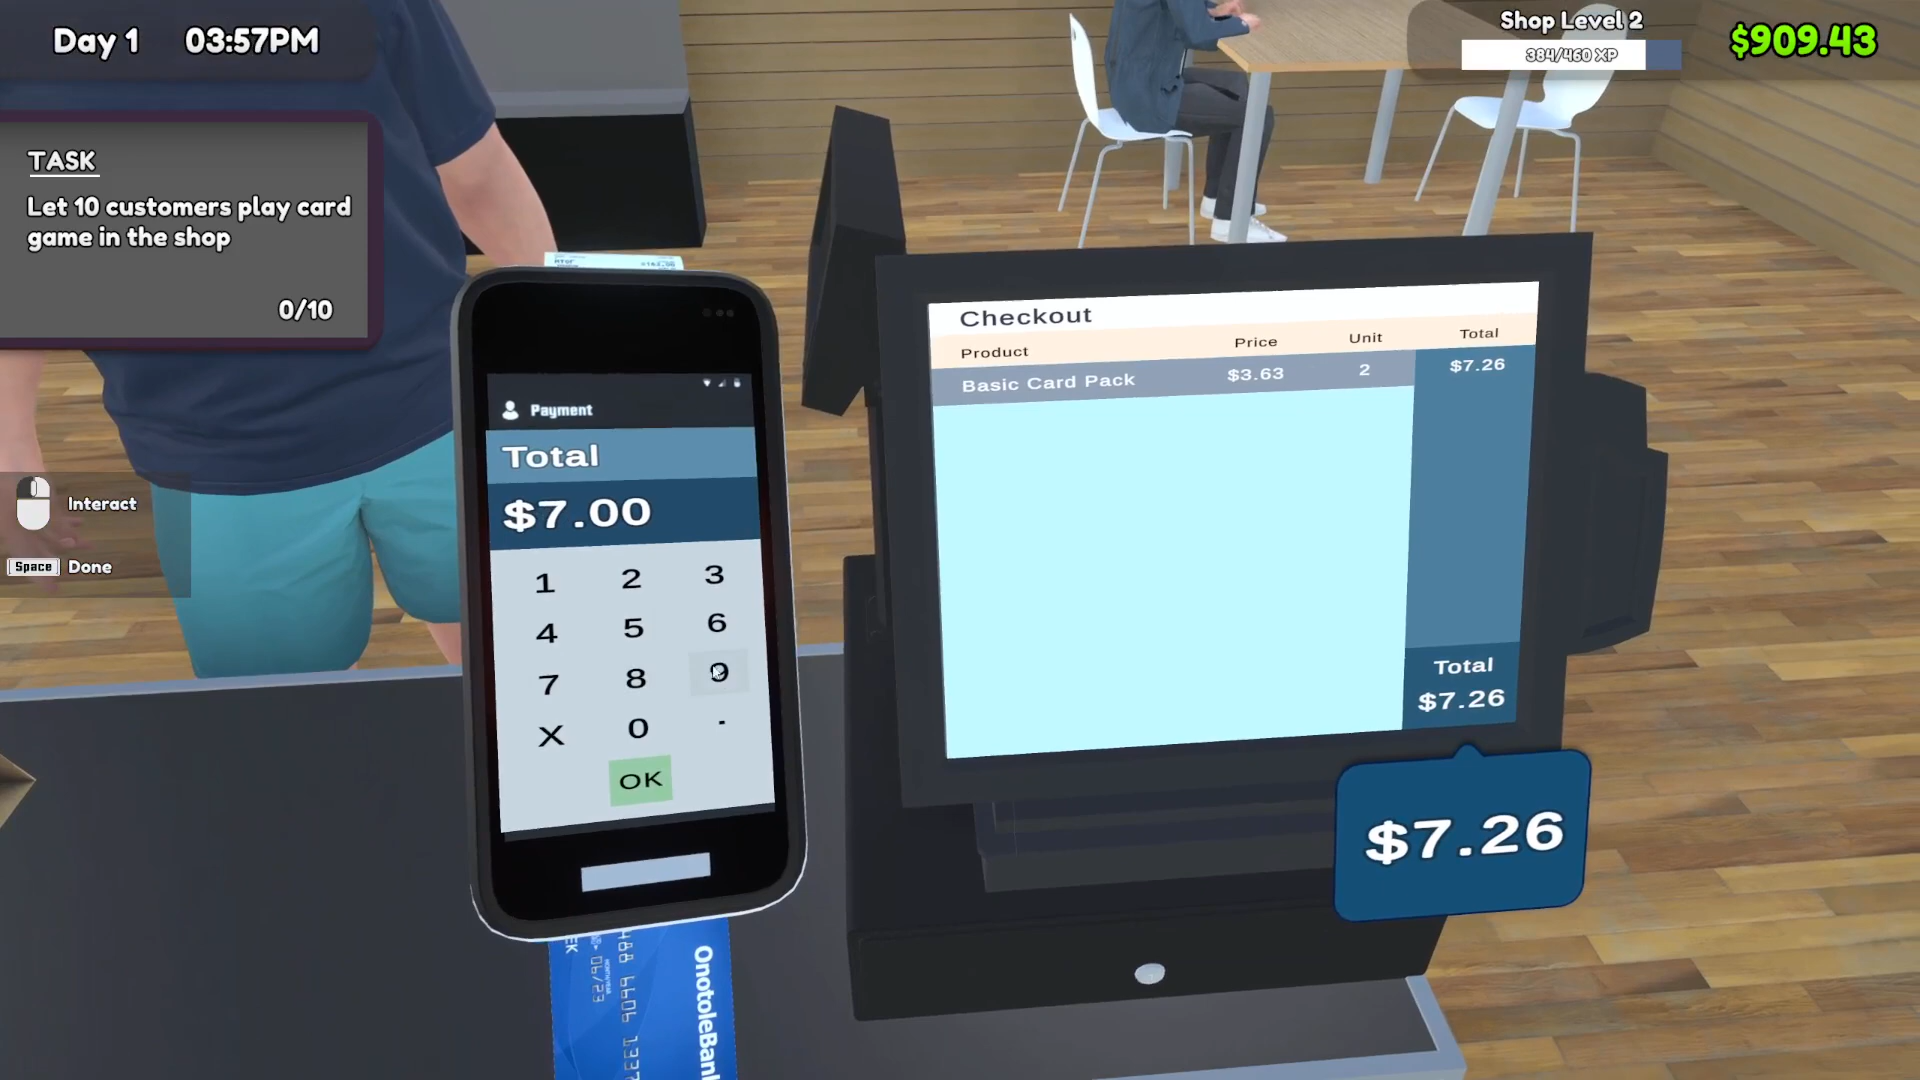 Day 1 03:57PM
Shop Level 2
384/460 XP
$909.43
TASK
Let 10 customers play card
game in the shop
0/10
Interact
Space Done
Payment
Total
$7.00
1 2 3
4 5 6
7 8 9
X 0 .
OK
Checkout
Product Price Unit Total
Basic Card Pack $3.63 2 $7.26
Total
$7.26
$7.26
OnotoleBank
06/23